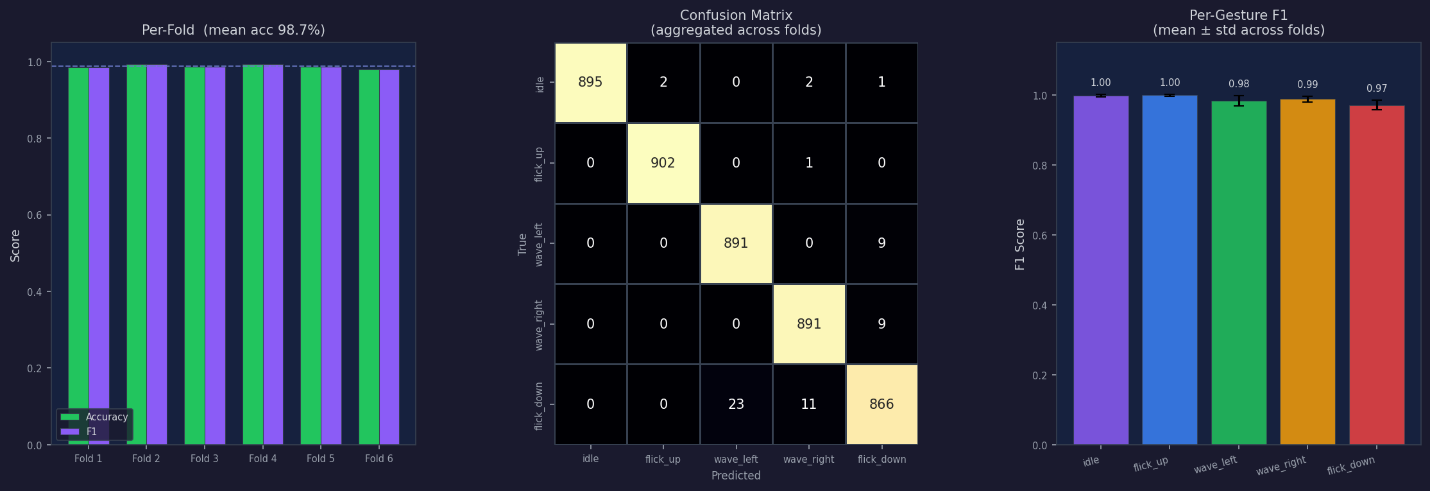 Per-Fold (mean acc 98.7%)
Score
1.0
0.8
0.6
0.4
0.2
0.0
Accuracy
F1
Fold 1 Fold 2 Fold 3 Fold 4 Fold 5 Fold 6
Confusion Matrix
(aggregated across folds)
True
idle 895 2 0 2 1
flick_up 0 902 0 1 0
wave_left 0 0 891 0 9
wave_right 0 0 0 891 9
flick_down 0 0 23 11 866
idle flick_up wave_left wave_right flick_down
Predicted
Per-Gesture F1
(mean ± std across folds)
F1 Score
1.0
0.8
0.6
0.4
0.2
0.0
1.00 1.00 0.98 0.99 0.97
idle flick_up wave_left wave_right flick_down